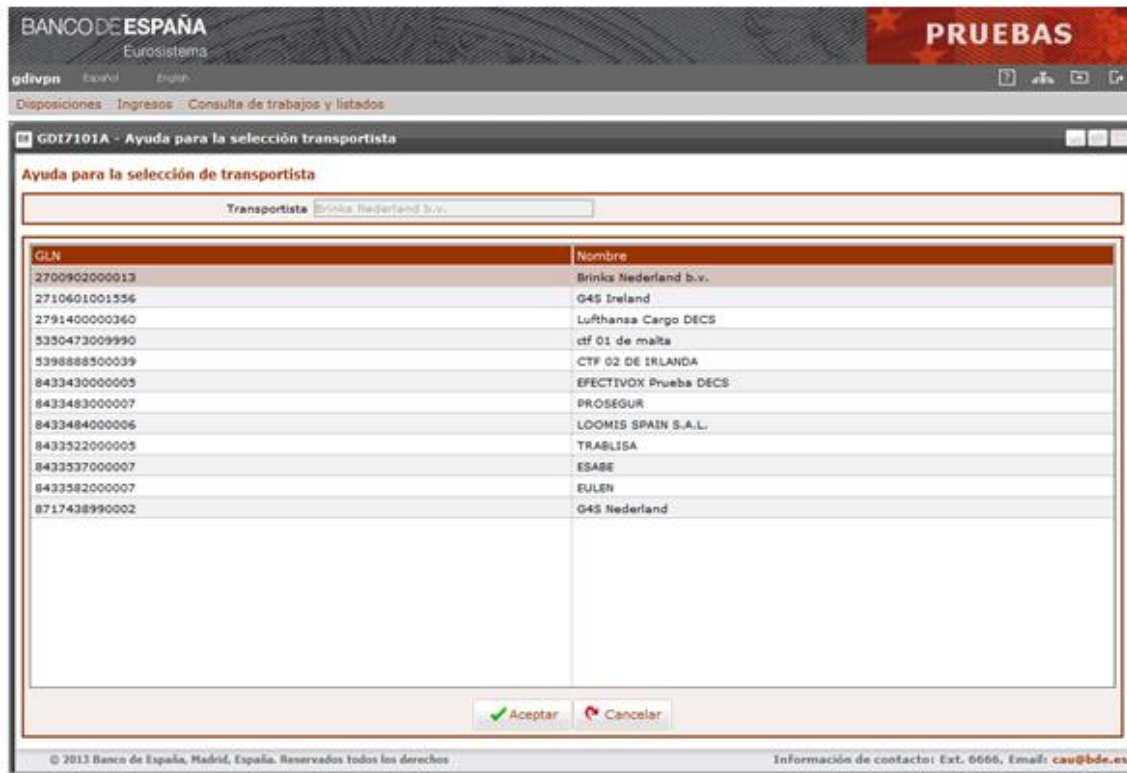 BANCODEESPAÑA
Eurosistema
PRUEBAS
gdivpn Español English
Disposiciones Ingresos Consulta de trabajos y listados
GDI7101A - Ayuda para la selección transportista
Ayuda para la selección de transportista
Transportista Brinks Nederland b.v.
GLN Nombre
2700902000013 Brinks Nederland b.v.
2710601001556 G4S Ireland
2791400000360 Lufthansa Cargo DECS
5350473009990 ctf 01 de malta
5398888500039 CTF 02 DE IRLANDA
8433430000005 EFECTIVOX Prueba DECS
8433483000007 PROSEGUR
8433484000006 LOOMIS SPAIN S.A.L.
8433522000005 TRABLISA
8433537000007 ESABE
8433582000007 EULEN
8717438990002 G4S Nederland
Aceptar Cancelar
© 2013 Banco de España, Madrid, España. Reservados todos los derechos
Información de contacto: Ext. 6666, Email: cau@bde.es